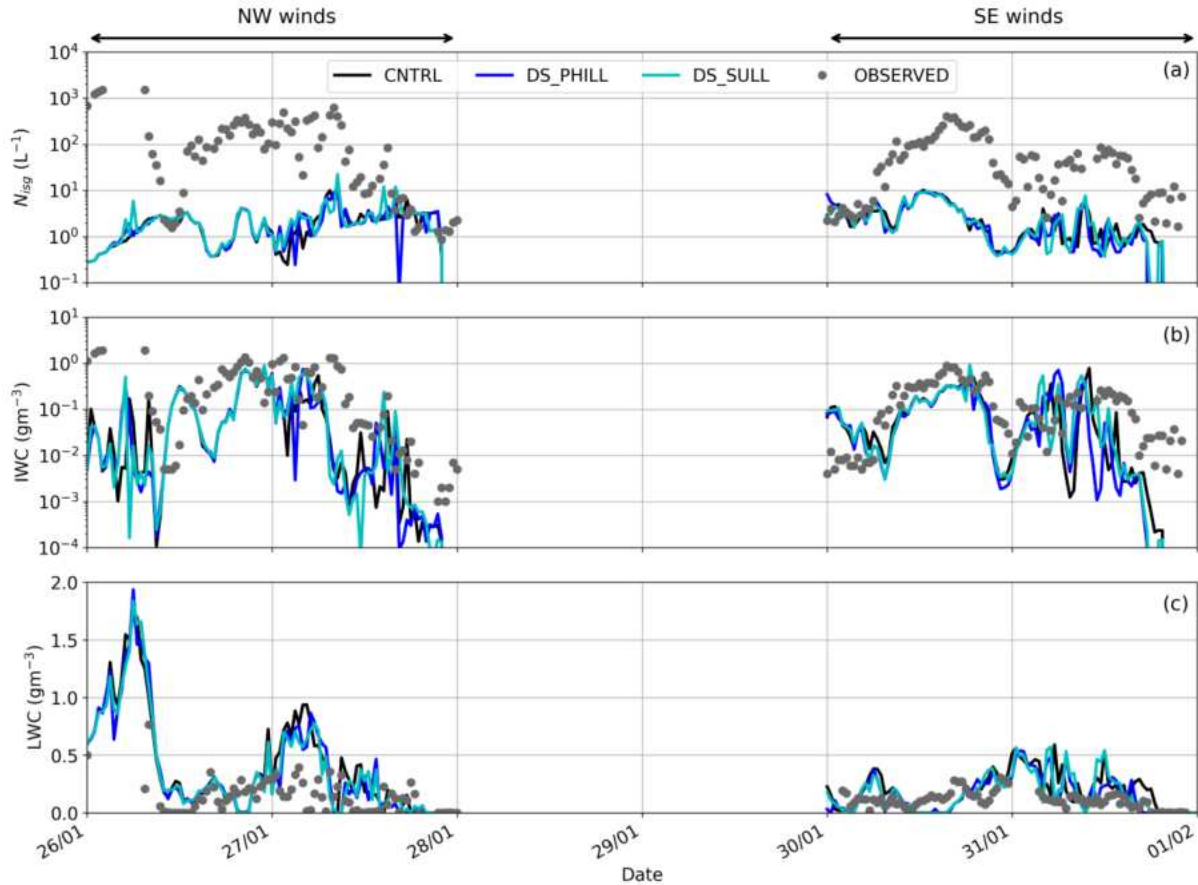 NW winds
SE winds
CNTRL DS_PHILL DS_SULL OBSERVED
(a)
N_isg (L⁻¹)
10⁴
10³
10²
10¹
10⁰
10⁻¹
(b)
IWC (gm⁻³)
10¹
10⁰
10⁻¹
10⁻²
10⁻³
10⁻⁴
(c)
LWC (gm⁻³)
2.0
1.5
1.0
0.5
0.0
26/01 27/01 28/01 29/01 30/01 31/01 01/02
Date